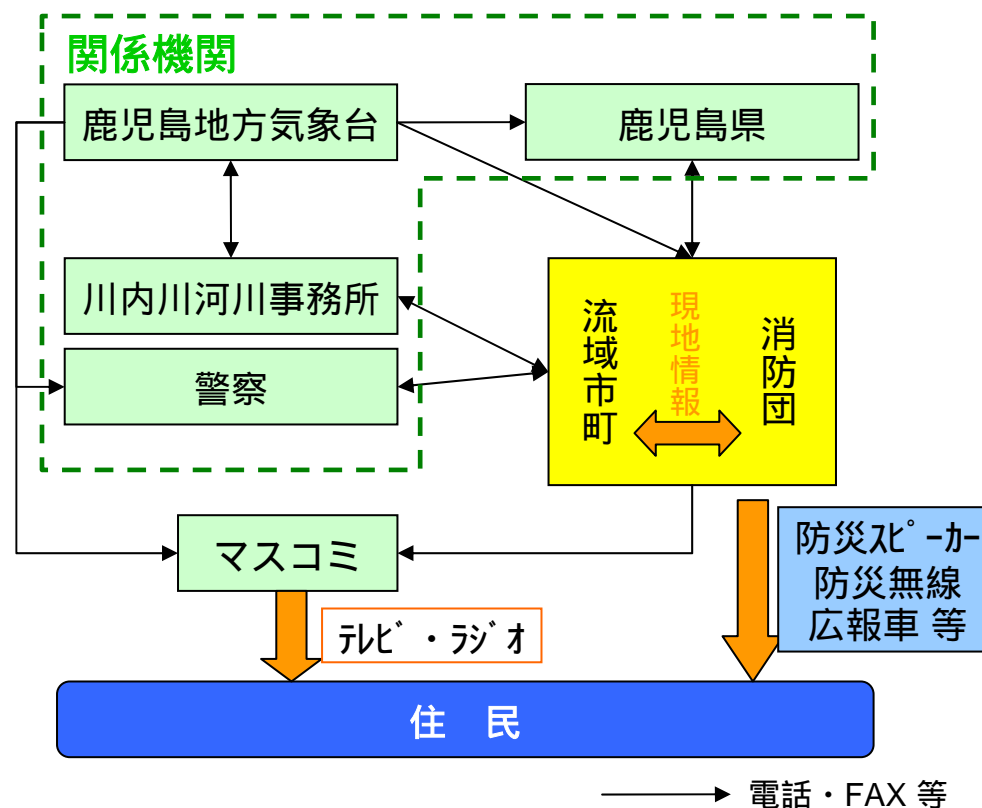 関係機関
鹿児島地方気象台
鹿児島県
川内川河川事務所
警察
流域市町
現地情報
消防団
マスコミ
テレビ・ラジオ
防災スピーカー
防災無線
広報車 等
住 民
電話・FAX 等